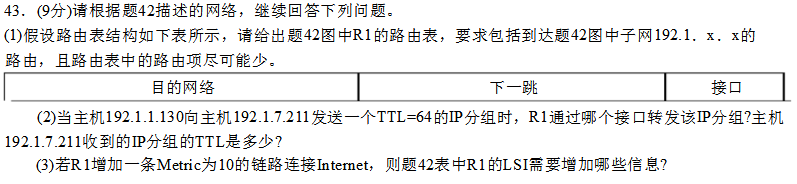 43．(9分)请根据题42描述的网络，继续回答下列问题。
(1)假设路由表结构如下表所示，请给出题42图中R1的路由表，要求包括到达题42图中子网192.1．x．x的
路由，且路由表中的路由项尽可能少。
目的网络 下一跳 接口
(2)当主机192.1.1.130向主机192.1.7.211发送一个TTL=64的IP分组时，R1通过哪个接口转发该IP分组?主机
192.1.7.211收到的IP分组的TTL是多少?
(3)若R1增加一条Metric为10的链路连接Internet，则题42表中R1的LSI需要增加哪些信息?